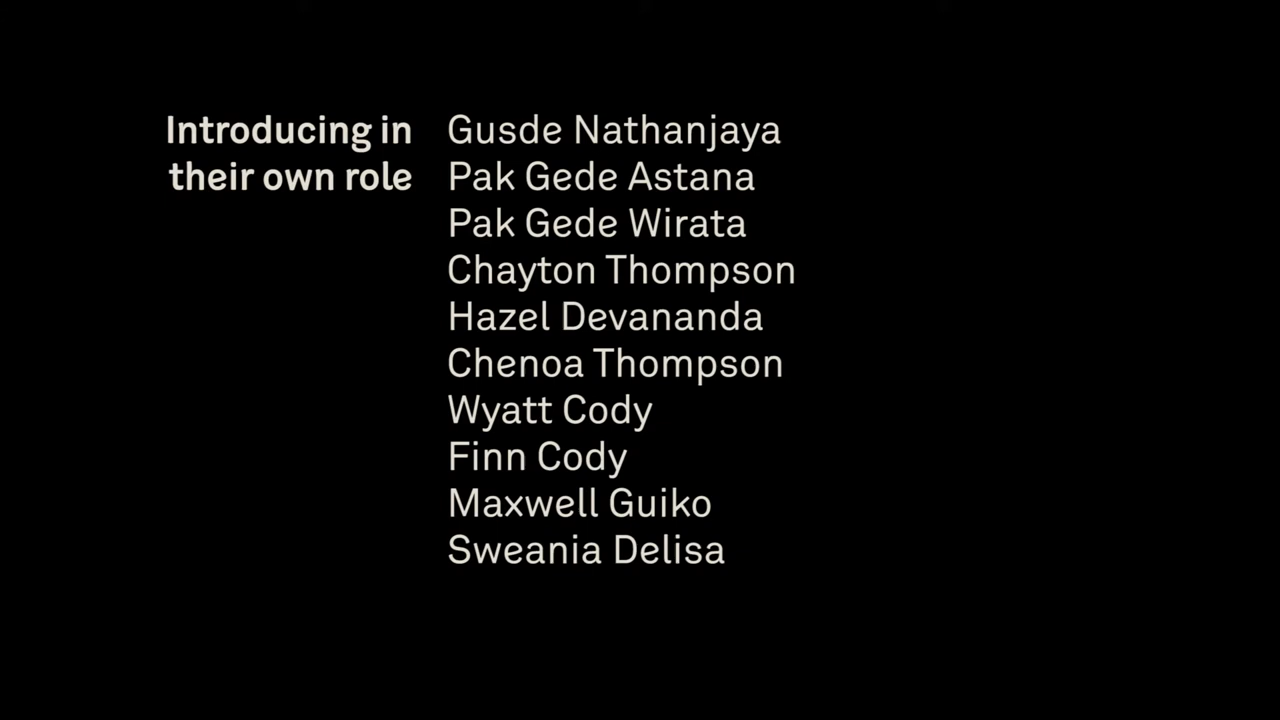 Introducing in Gusde Nathanjaya
their own role Pak Gede Astana
Pak Gede Wirata
Chayton Thompson
Hazel Devananda
Chenoa Thompson
Wyatt Cody
Finn Cody
Maxwell Guiko
Sweania Delisa